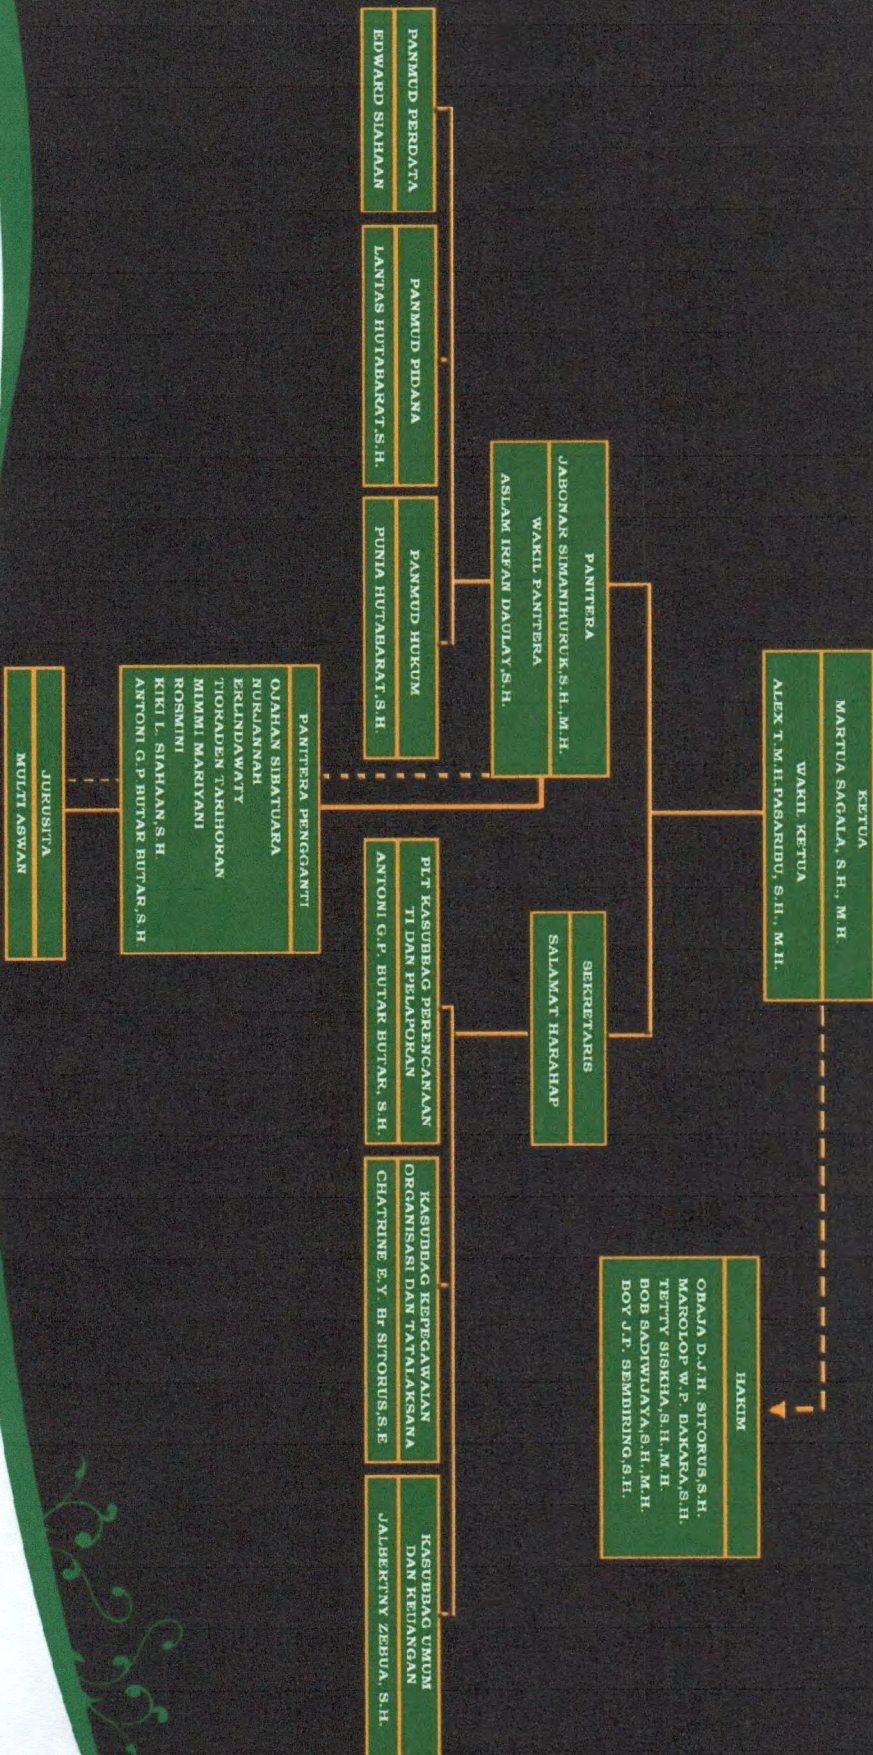 KETUA
MARTUA SAGALA, S.H., M.H.
WAKIL KETUA
ALEX T.M.H.PASARIBU, S.H., M.H.
HAKIM
OBAJA D.J.H. SITORUS,S.H.
MAROLOP W.P. BAKARA,S.H.
TETTY SISKHA,S.H.,M.H.
BOB SADIWIJAYA,S.H.,M.H.
BOY J.P. SEMBIRING,S.H.
PANITERA
JABONAR SIMANIHURUK,S.H.,M.H.
WAKIL PANITERA
ASLAM IRFAN DAULAY,S.H.
SEKRETARIS
SALAMAT HARAHAP
PANMUD PERDATA
EDWARD SIAHAAN
PANMUD PIDANA
LANTAS HUTABARAT,S.H.
PANMUD HUKUM
PUNIA HUTABARAT,S.H
PLT KASUBBAG PERENCANAAN
TI DAN PELAPORAN
ANTONI G.P. BUTAR BUTAR, S.H.
KASUBBAG KEPEGAWAIAN
ORGANISASI DAN TATALAKSANA
CHATRINE E.Y. Br SITORUS,S.E
KASUBBAG UMUM
DAN KEUANGAN
JALBERTNY ZEBUA, S.H.
PANITERA PENGGANTI
OJAHAN SIBATUARA
NURJANNAH
ERLINDAWATY
TIORADEN TARIHORAN
MIMMI MARIYANI
ROSMINI
KIKI L. SIAHAAN,S.H
ANTONI G.P BUTAR BUTAR,S.H
JURUSITA
MULTI ASWAN